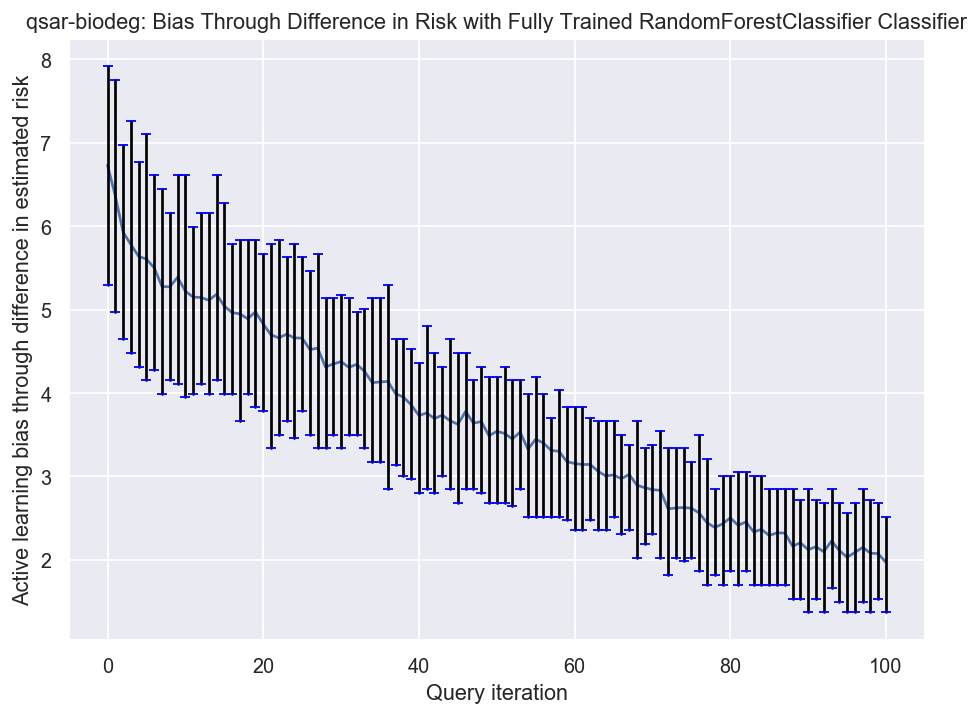 qsar-biodeg: Bias Through Difference in Risk with Fully Trained RandomForestClassifier Classifier
Active learning bias through difference in estimated risk
8
7
6
5
4
3
2
0 20 40 60 80 100
Query iteration